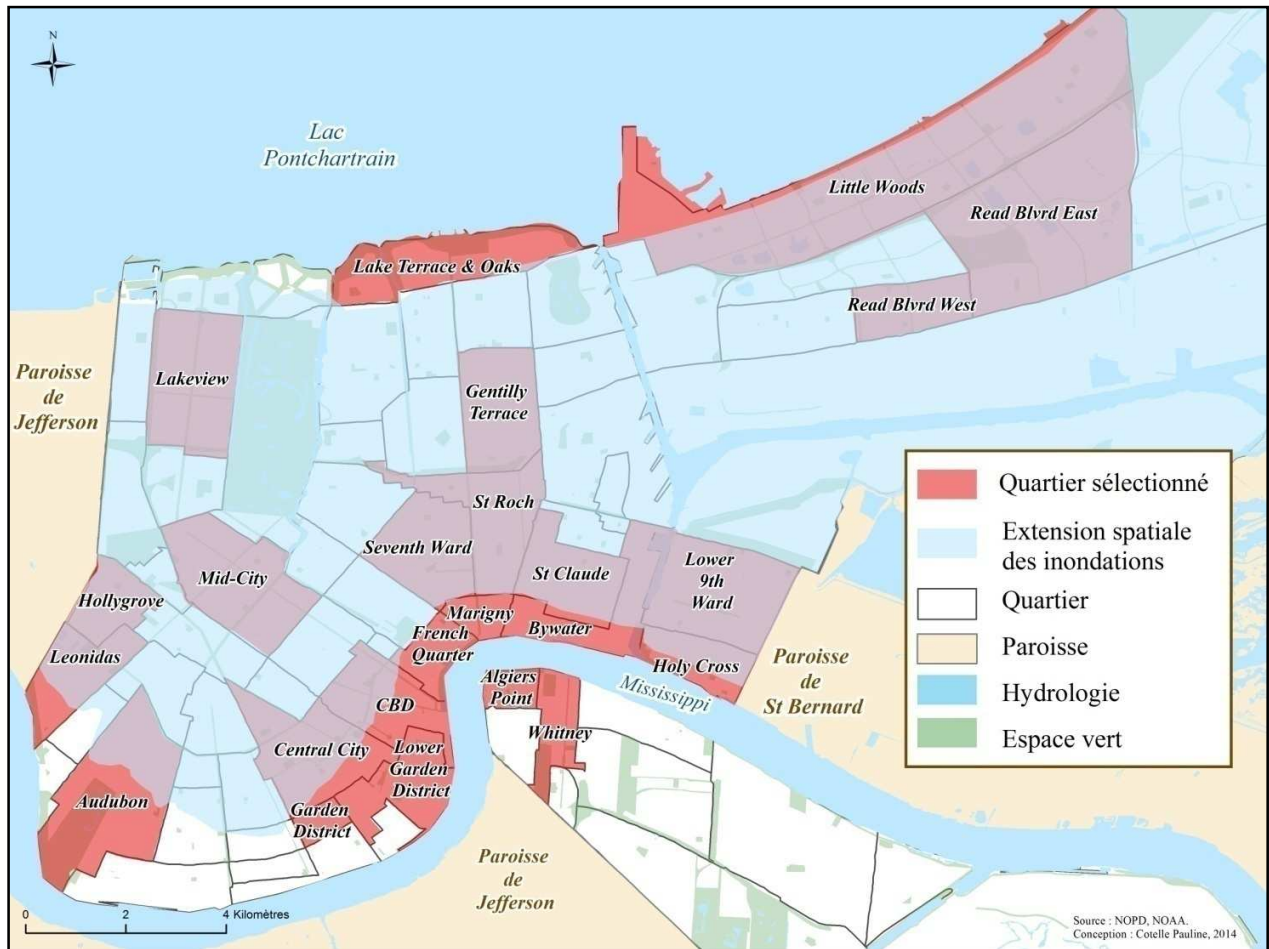 N
Lac
Pontchartrain
Little Woods
Read Blvrd East
Lake Terrace & Oaks
Read Blvrd West
Paroisse
de
Jefferson
Lakeview
Gentilly
Terrace
St Roch
Seventh Ward
Mid-City
St Claude
Lower
9th
Ward
Hollygrove
Leonidas
Marigny
French
Quarter
Bywater
Holy Cross
Algiers
Point
Mississippi
Paroisse
de
St Bernard
CBD
Whitney
Central City
Lower
Garden
District
Audubon
Garden
District
Paroisse
de
Jefferson
Quartier sélectionné
Extension spatiale
des inondations
Quartier
Paroisse
Hydrologie
Espace vert
0 2 4 Kilomètres
Source : NOPD, NOAA.
Conception : Cotelle Pauline, 2014